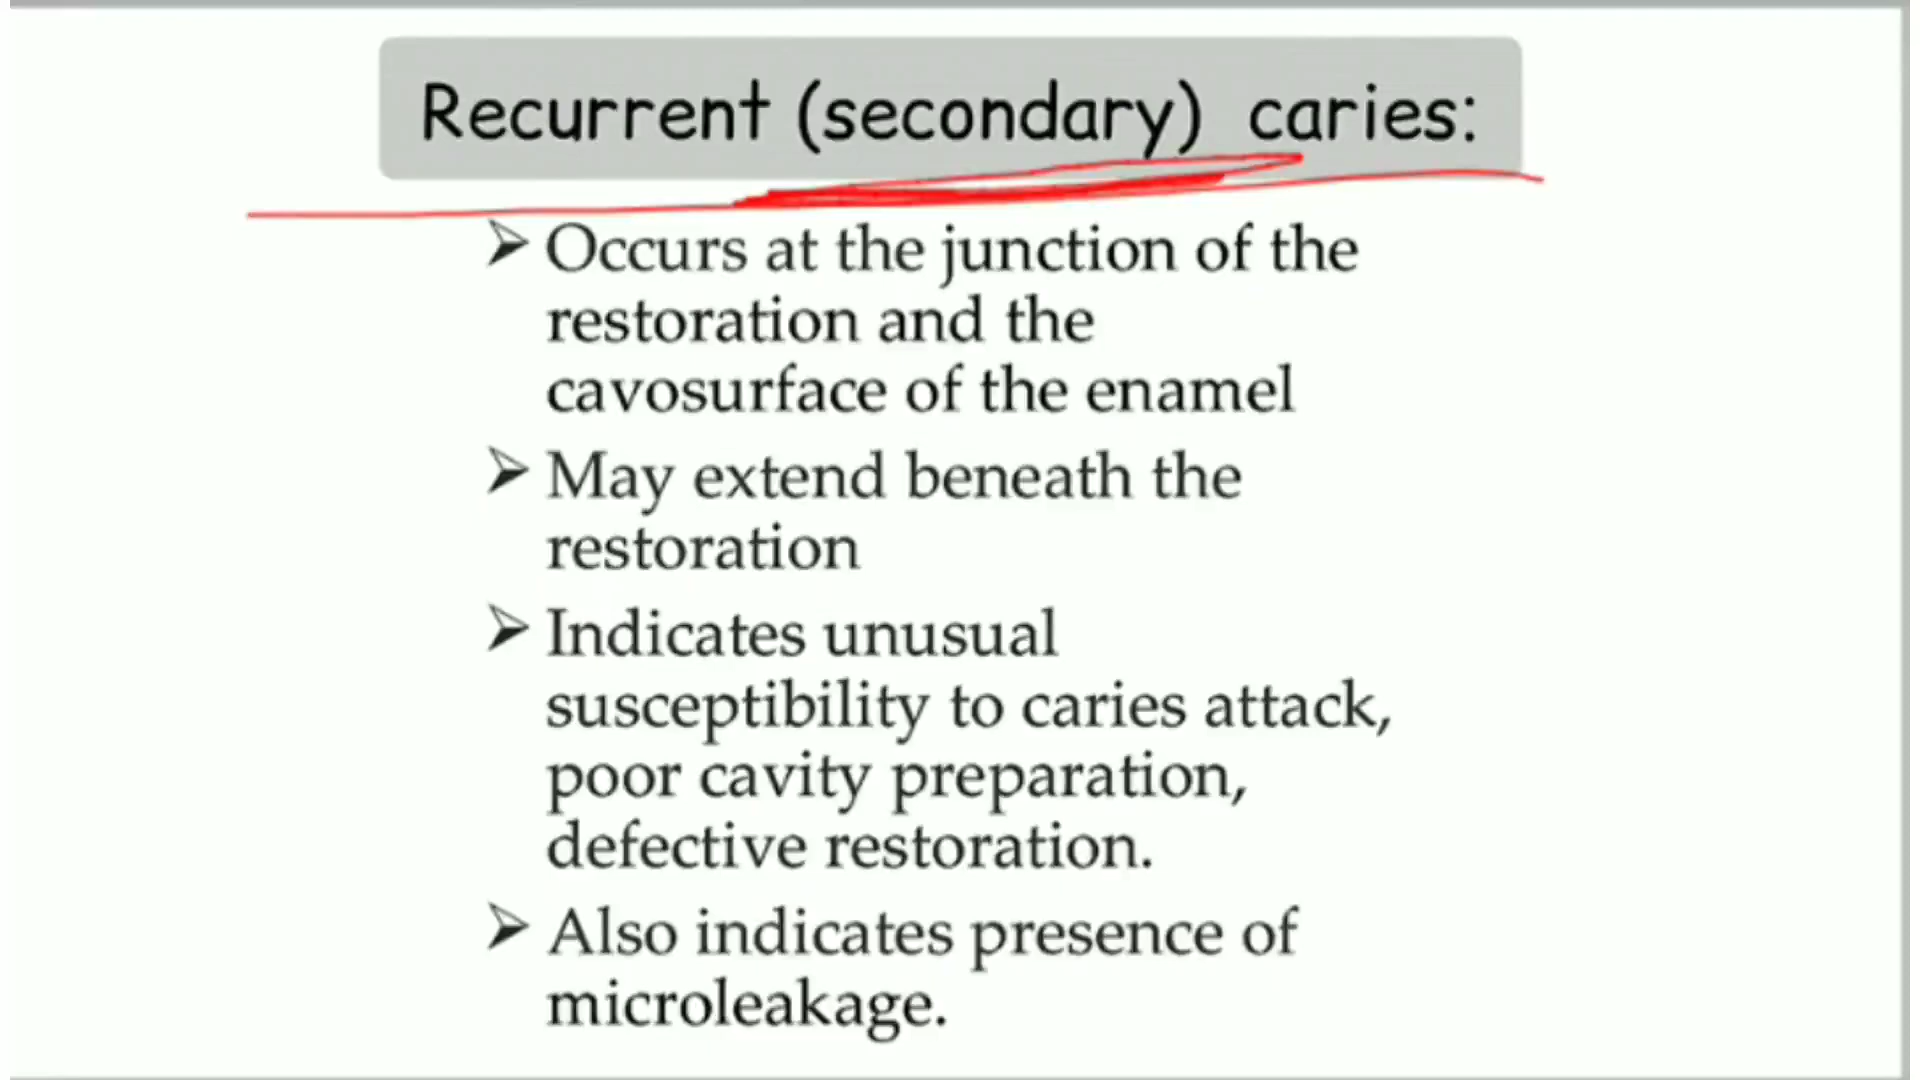 Recurrent (secondary) caries:
➢ Occurs at the junction of the
restoration and the
cavosurface of the enamel
➢ May extend beneath the
restoration
➢ Indicates unusual
susceptibility to caries attack,
poor cavity preparation,
defective restoration.
➢ Also indicates presence of
microleakage.